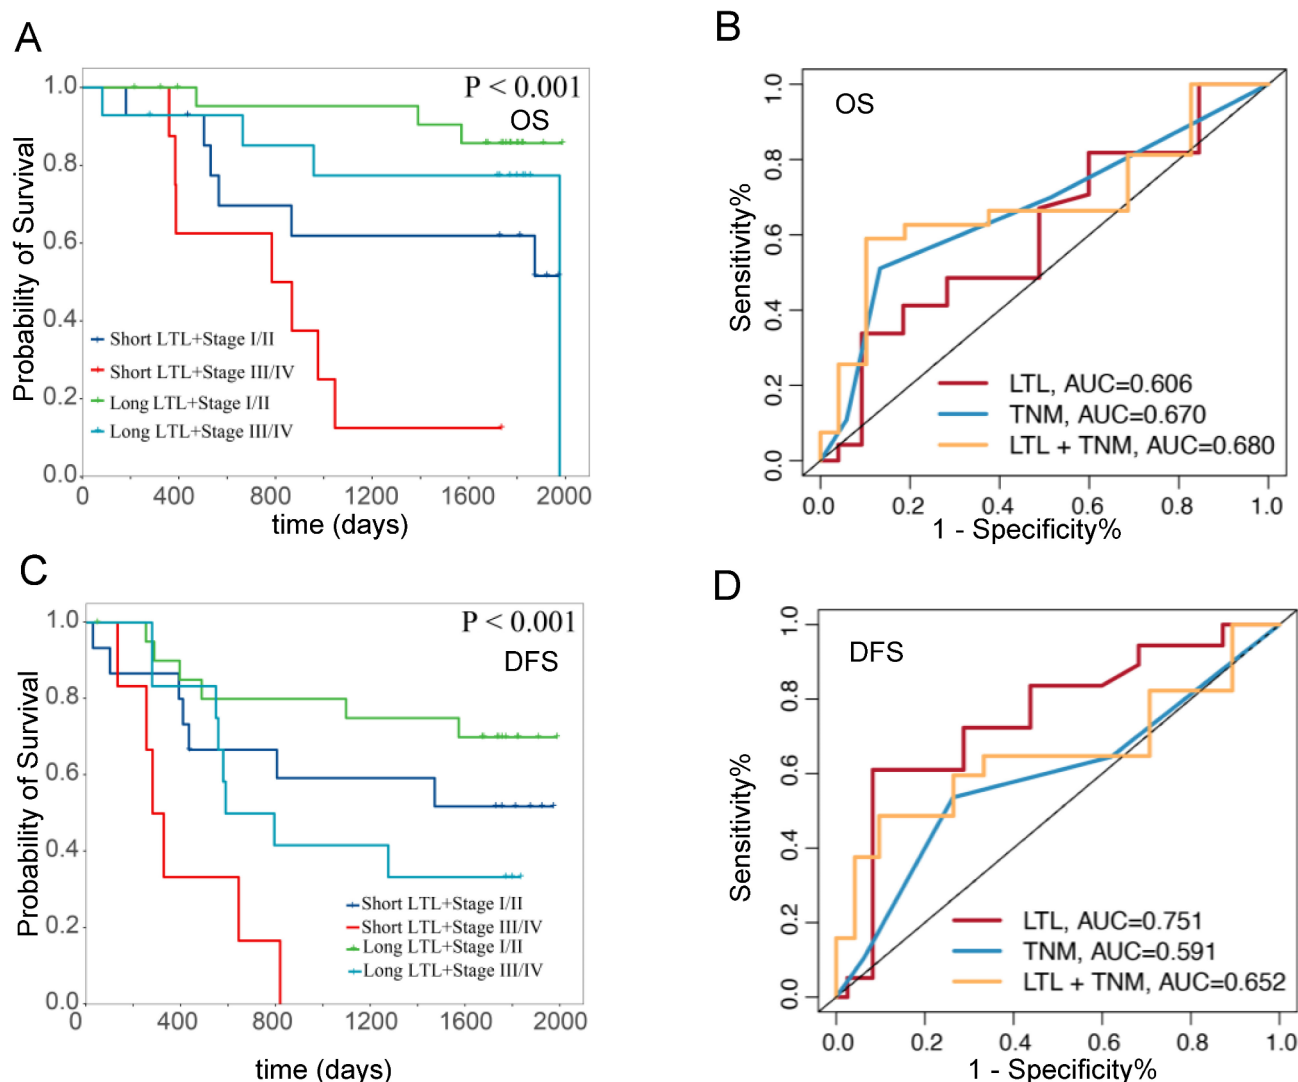 A
P < 0.001
OS
Probability of Survival
1.0
0.8
0.6
0.4
0.2
0.0
Short LTL+Stage I/II
Short LTL+Stage III/IV
Long LTL+Stage I/II
Long LTL+Stage III/IV
0 400 800 1200 1600 2000
time (days)
B
OS
Sensitivity%
1.0
0.8
0.6
0.4
0.2
0.0
LTL, AUC=0.606
TNM, AUC=0.670
LTL + TNM, AUC=0.680
0.0 0.2 0.4 0.6 0.8 1.0
1 - Specificity%
C
P < 0.001
DFS
Probability of Survival
1.0
0.8
0.6
0.4
0.2
0.0
Short LTL+Stage I/II
Short LTL+Stage III/IV
Long LTL+Stage I/II
Long LTL+Stage III/IV
0 400 800 1200 1600 2000
time (days)
D
DFS
Sensitivity%
1.0
0.8
0.6
0.4
0.2
0.0
LTL, AUC=0.751
TNM, AUC=0.591
LTL + TNM, AUC=0.652
0.0 0.2 0.4 0.6 0.8 1.0
1 - Specificity%